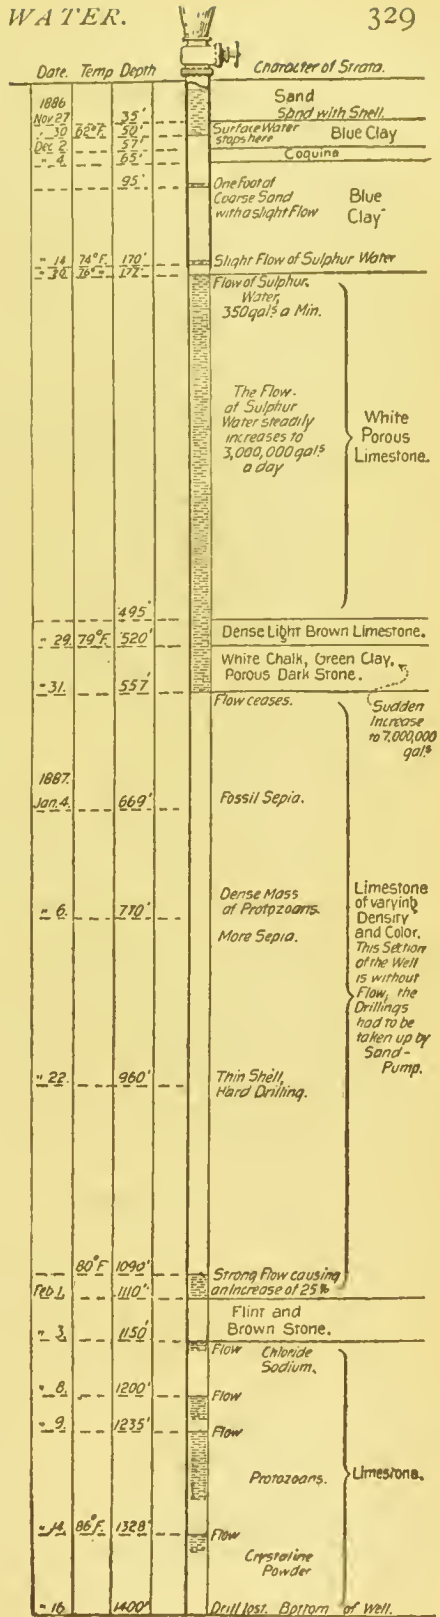 WATER. 329
Date. Temp Depth Character of Strata.
1886 Sand
Nov 27 35' Sand with Shell.
" 30 62°F. 50' Surface Water stops here Blue Clay
Dec 2 57'
" 4. 65' Coquina
95' One Foot of
Coarse Sand
with a slight Flow
Blue
Clay
" 14 74°F. 170' Slight Flow of Sulphur Water
172' Flow of Sulphur
Water,
350 gals a Min.
The Flow
of Sulphur
Water steadily
increases to
3,000,000 gals
a day
White
Porous
Limestone.
495'
" 29. 79°F. 520' Dense Light Brown Limestone.
White Chalk, Green Clay,
Porous Dark Stone.
" 31. 557' Flow ceases.
Sudden
Increase
to 7,000,000
gals
1887.
Jan. 4. 669' Fossil Sepia.
" 6. 770' Dense Mass
of Protozoans.
More Sepia.
Limestone
of varying
Density
and Color.
This Section
of the Well
is without
Flow, the
Drillings
had to be
taken up by
Sand-
Pump.
" 22. 960' Thin Shell,
Hard Drilling.
80°F 1090' Strong Flow causing
Feb 1. 1110' an Increase of 25%
Flint and
Brown Stone.
" 3. 1150' Flow Chloride
Sodium.
" 8. 1200' Flow
" 9. 1235' Flow
Protozoans. Limestone.
" 14. 86°F. 1328' Flow
Crystaline
Powder
" 16 1400' Drill lost. Bottom of Well.